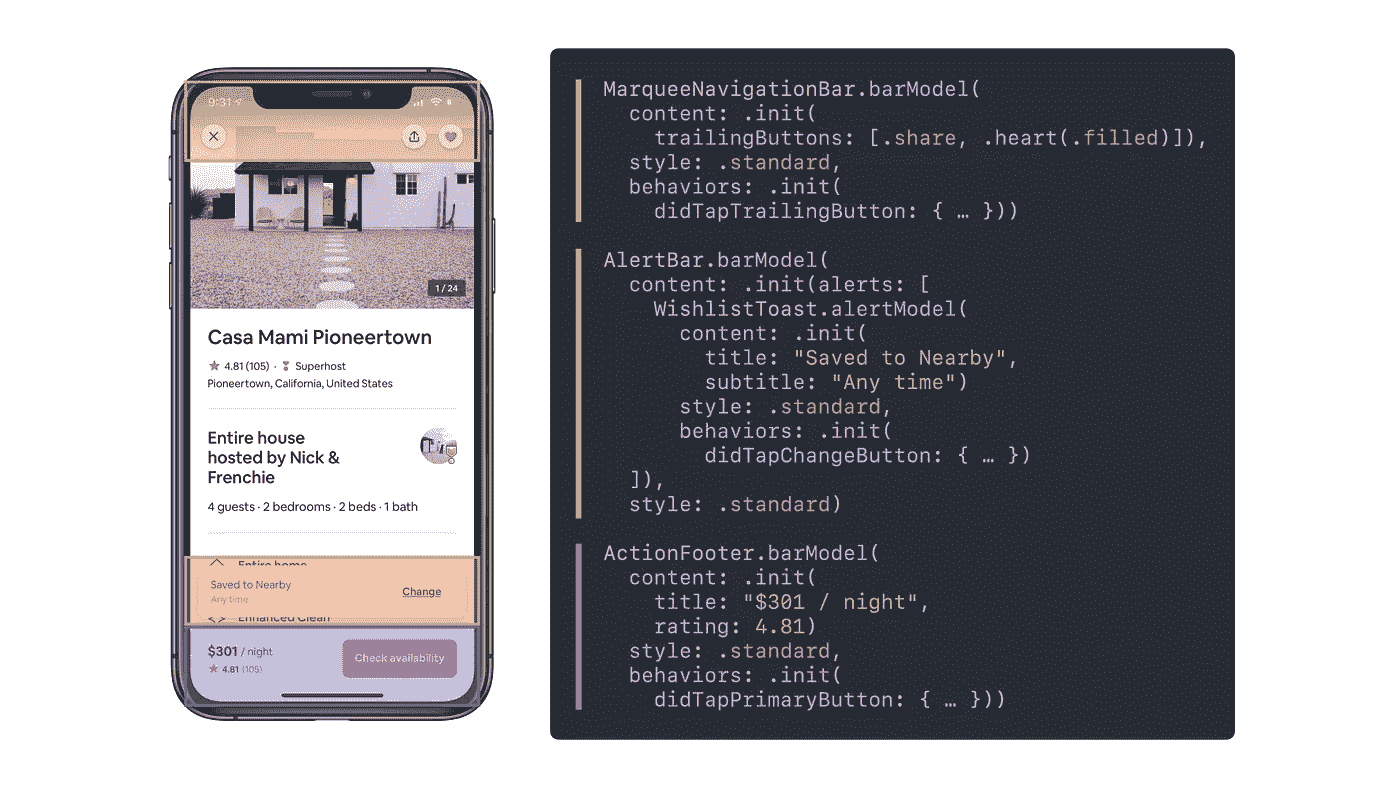 9:31
1 / 24
Casa Mami Pioneertown
4.81 (105) · Superhost
Pioneertown, California, United States
Entire house
hosted by Nick &
Frenchie
4 guests · 2 bedrooms · 2 beds · 1 bath
Entire home
Saved to Nearby
Any time
Change
Enhanced Clean
$301 / night
4.81 (105)
Check availability
MarqueeNavigationBar.barModel(
content: .init(
trailingButtons: [.share, .heart(.filled)]),
style: .standard,
behaviors: .init(
didTapTrailingButton: { … }))
AlertBar.barModel(
content: .init(alerts: [
WishlistToast.alertModel(
content: .init(
title: "Saved to Nearby",
subtitle: "Any time")
style: .standard,
behaviors: .init(
didTapChangeButton: { … })
]),
style: .standard)
ActionFooter.barModel(
content: .init(
title: "$301 / night",
rating: 4.81)
style: .standard,
behaviors: .init(
didTapPrimaryButton: { … }))